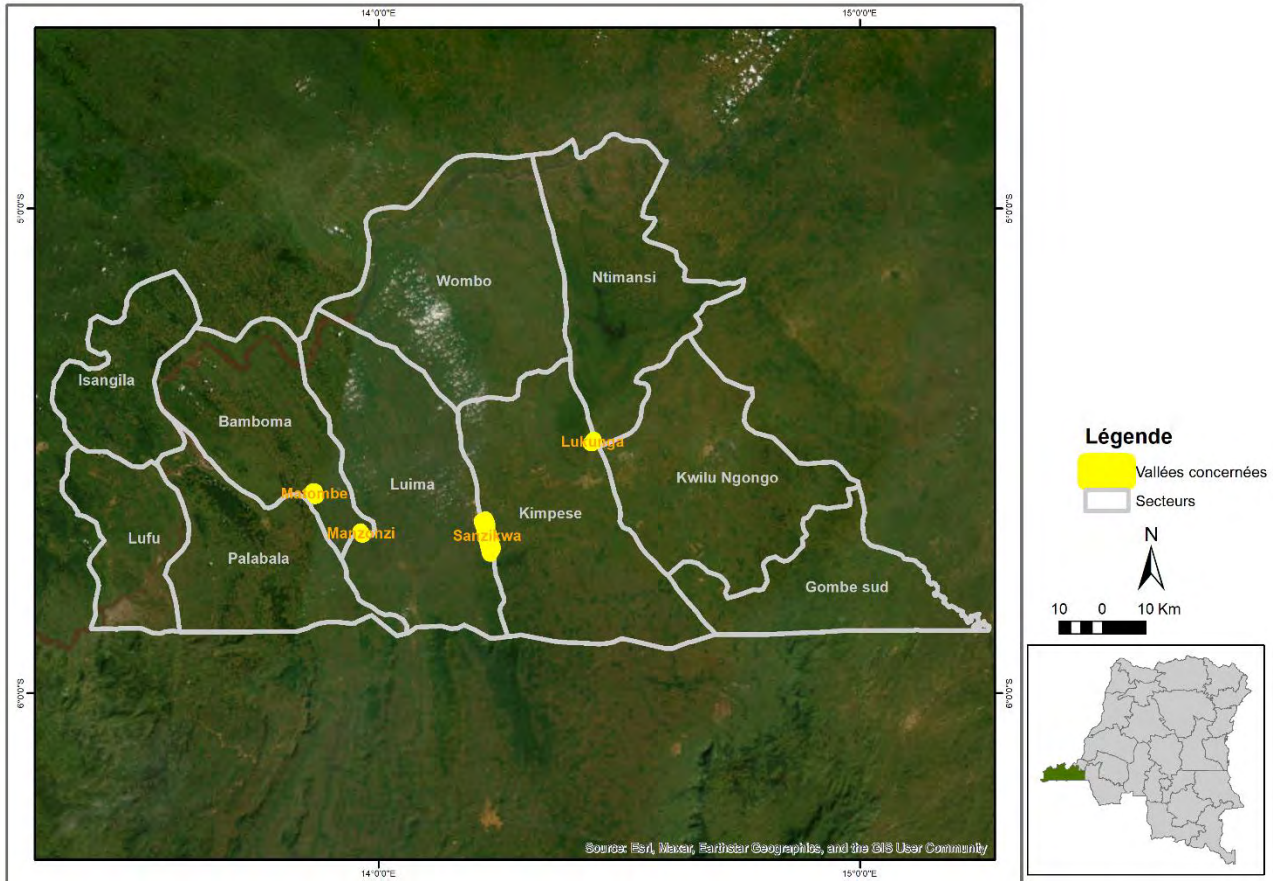 14°0'0"E
15°0'0"E
5°0'0"S
5°0'0"S
Wombo
Ntimansi
Isangila
Bamboma
Lukunga
Kwilu Ngongo
Luima
Matombe
Kimpese
Manzonzi
Sanzikwa
Lufu
Palabala
Gombe sud
6°0'0"S
6°0'0"S
Source: Esri, Maxar, Earthstar Geographics, and the GIS User Community
14°0'0"E
15°0'0"E
Légende
Vallées concernées
Secteurs
N
10 0 10 Km